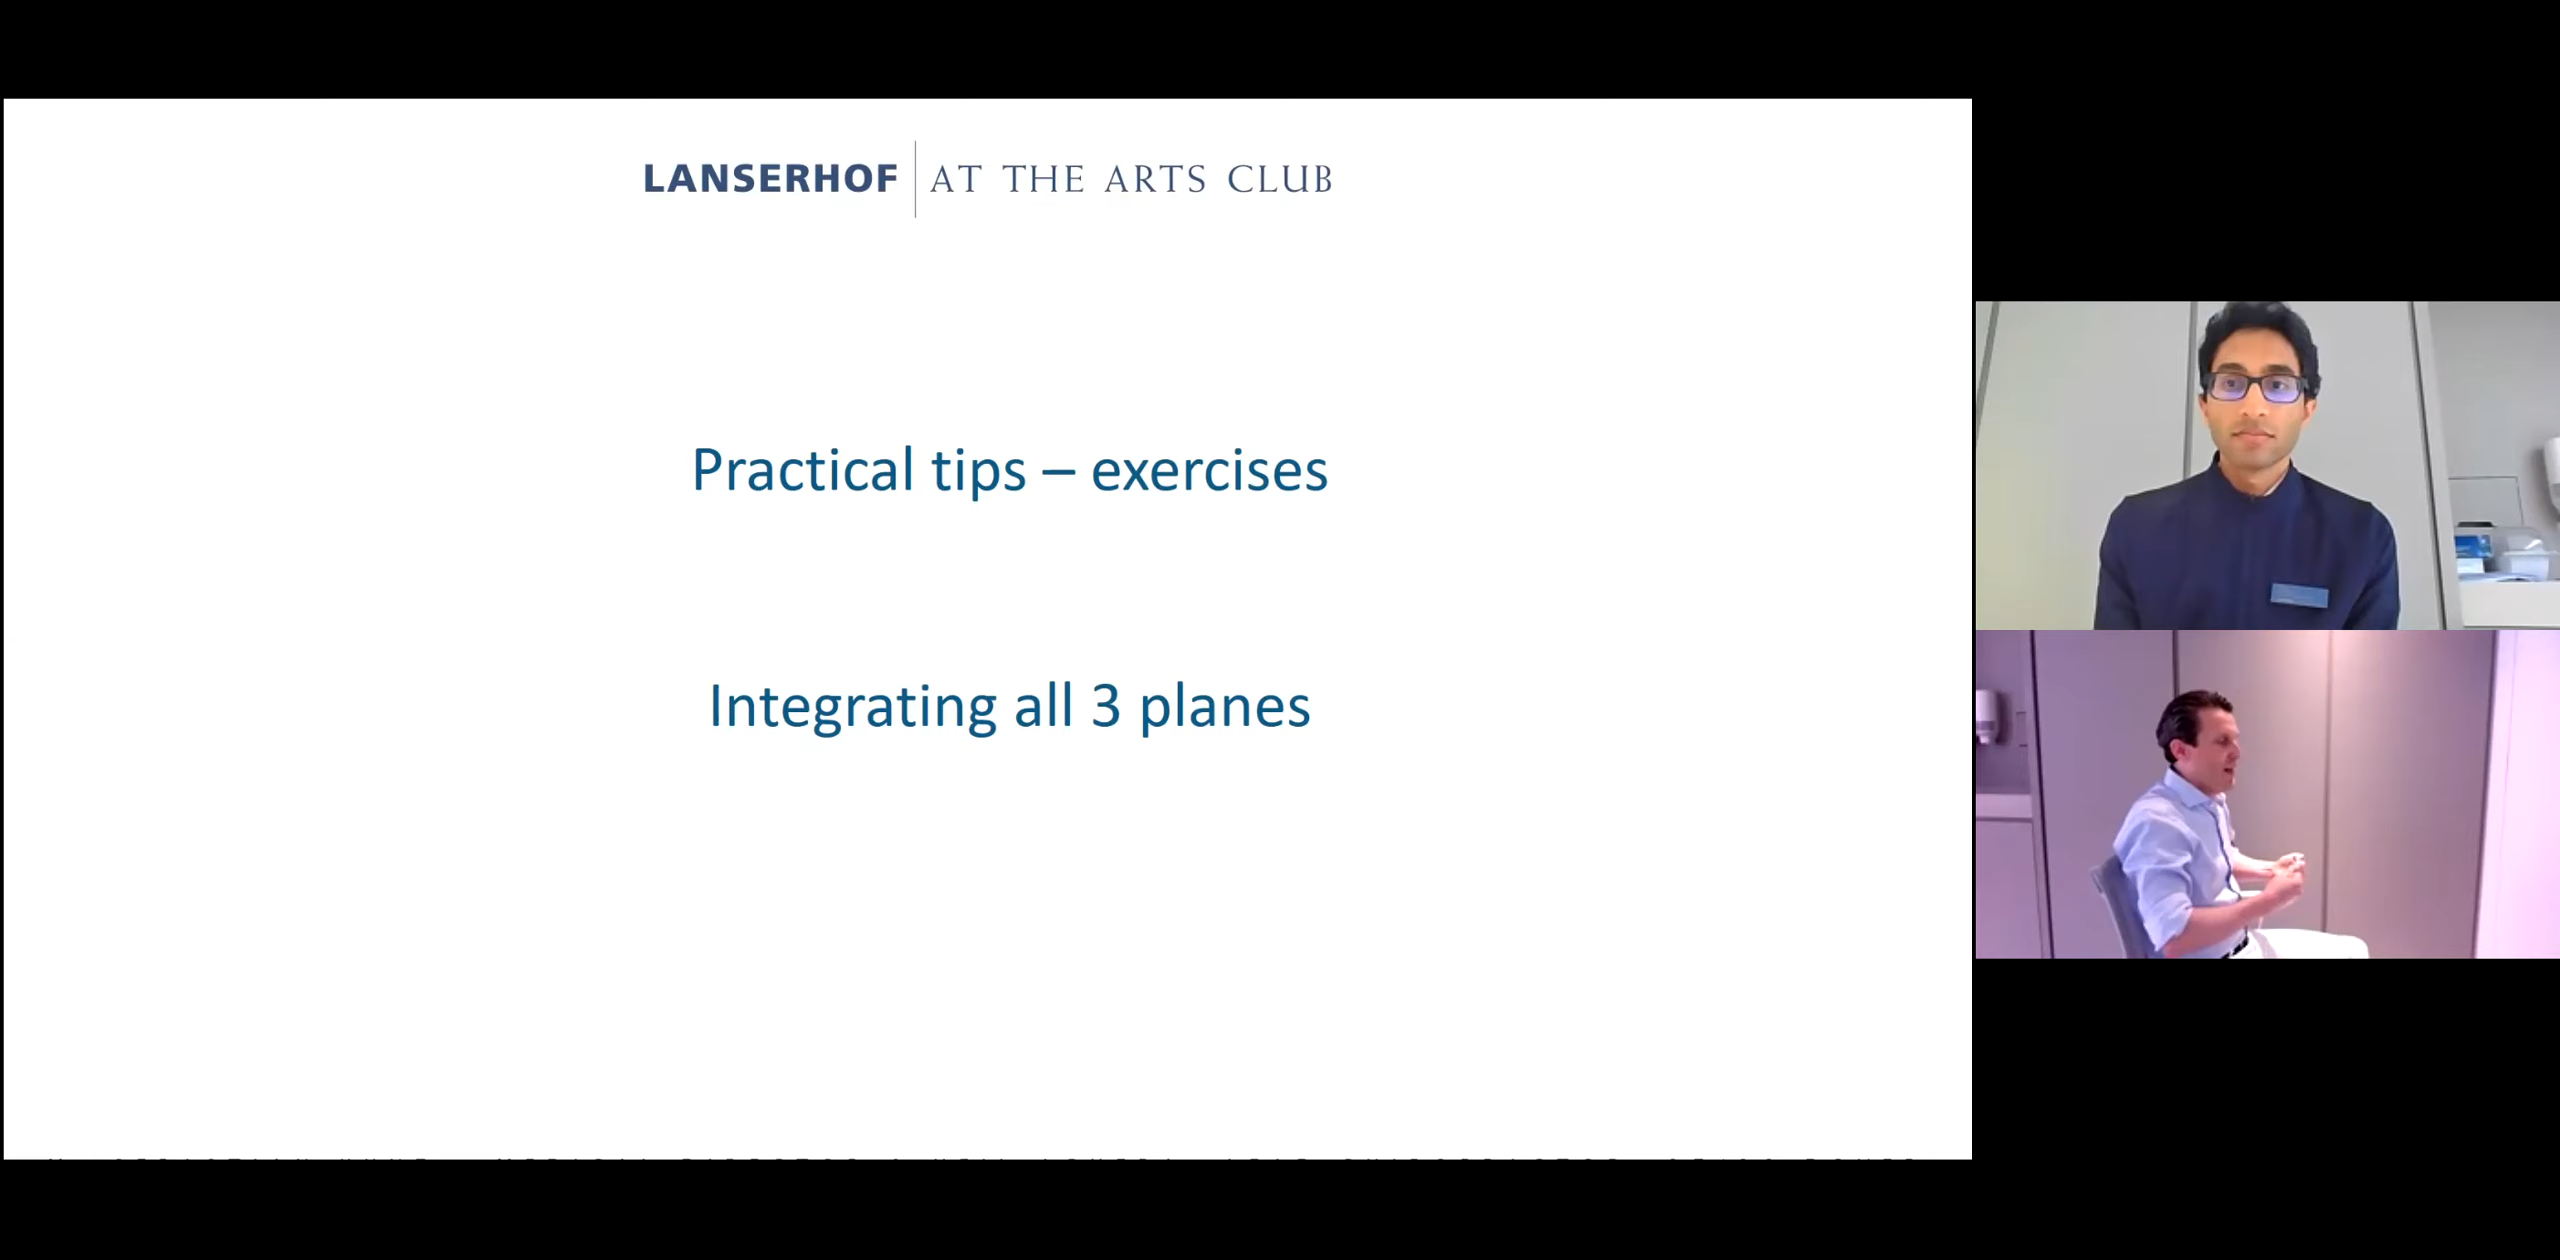 LANSERHOF AT THE ARTS CLUB
Practical tips – exercises
Integrating all 3 planes